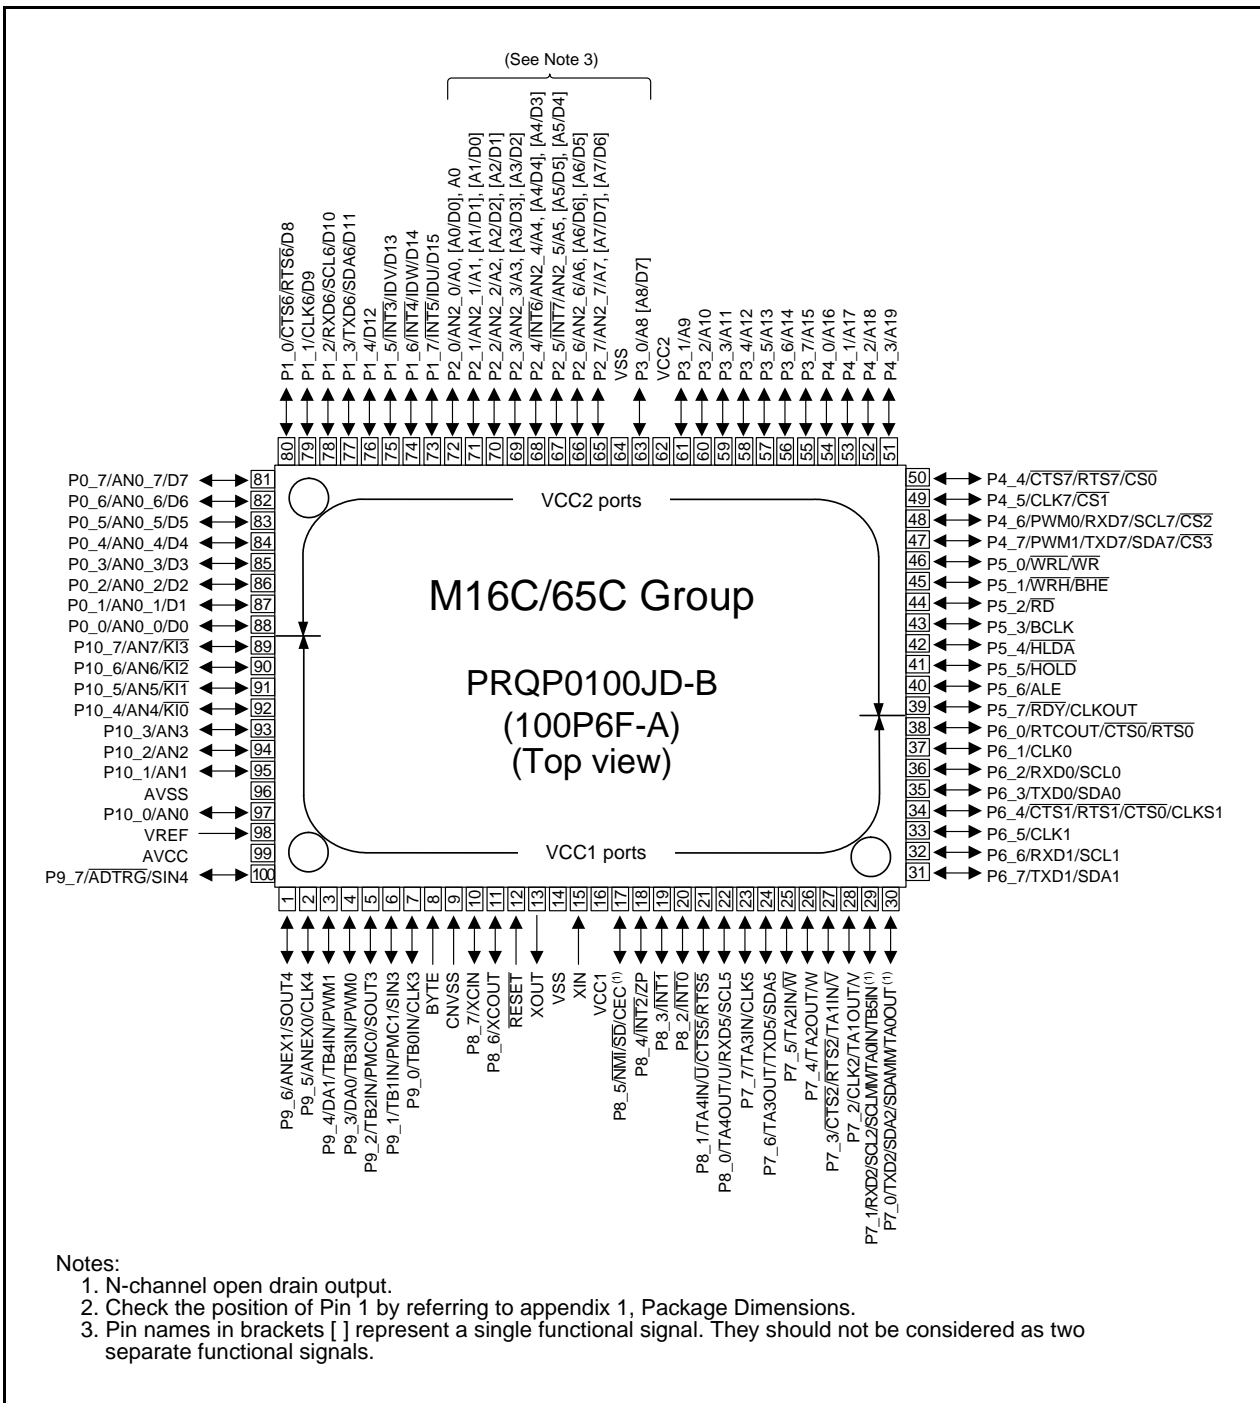 (See Note 3)
P1_0/CTS6/RTS6/D8
P1_1/CLK6/D9
P1_2/RXD6/SCL6/D10
P1_3/TXD6/SDA6/D11
P1_4/D12
P1_5/INT3/IDV/D13
P1_6/INT4/IDW/D14
P1_7/INT5/IDU/D15
P2_0/AN2_0/A0, [A0/D0], A0
P2_1/AN2_1/A1, [A1/D1], [A1/D0]
P2_2/AN2_2/A2, [A2/D2], [A2/D1]
P2_3/AN2_3/A3, [A3/D3], [A3/D2]
P2_4/INT6/AN2_4/A4, [A4/D4], [A4/D3]
P2_5/INT7/AN2_5/A5, [A5/D5], [A5/D4]
P2_6/AN2_6/A6, [A6/D6], [A6/D5]
P2_7/AN2_7/A7, [A7/D7], [A7/D6]
VSS
P3_0/A8 [A8/D7]
VCC2
P3_1/A9
P3_2/A10
P3_3/A11
P3_4/A12
P3_5/A13
P3_6/A14
P3_7/A15
P4_0/A16
P4_1/A17
P4_2/A18
P4_3/A19
80 79 78 77 76 75 74 73 72 71 70 69 68 67 66 65 64 63 62 61 60 59 58 57 56 55 54 53 52 51
P0_7/AN0_7/D7 81
P0_6/AN0_6/D6 82
P0_5/AN0_5/D5 83
P0_4/AN0_4/D4 84
P0_3/AN0_3/D3 85
P0_2/AN0_2/D2 86
P0_1/AN0_1/D1 87
P0_0/AN0_0/D0 88
P10_7/AN7/KI3 89
P10_6/AN6/KI2 90
P10_5/AN5/KI1 91
P10_4/AN4/KI0 92
P10_3/AN3 93
P10_2/AN2 94
P10_1/AN1 95
AVSS 96
P10_0/AN0 97
VREF 98
AVCC 99
P9_7/ADTRG/SIN4 100
VCC2 ports
M16C/65C Group
PRQP0100JD-B
(100P6F-A)
(Top view)
VCC1 ports
50 P4_4/CTS7/RTS7/CS0
49 P4_5/CLK7/CS1
48 P4_6/PWM0/RXD7/SCL7/CS2
47 P4_7/PWM1/TXD7/SDA7/CS3
46 P5_0/WRL/WR
45 P5_1/WRH/BHE
44 P5_2/RD
43 P5_3/BCLK
42 P5_4/HLDA
41 P5_5/HOLD
40 P5_6/ALE
39 P5_7/RDY/CLKOUT
38 P6_0/RTCOUT/CTS0/RTS0
37 P6_1/CLK0
36 P6_2/RXD0/SCL0
35 P6_3/TXD0/SDA0
34 P6_4/CTS1/RTS1/CTS0/CLKS1
33 P6_5/CLK1
32 P6_6/RXD1/SCL1
31 P6_7/TXD1/SDA1
1 2 3 4 5 6 7 8 9 10 11 12 13 14 15 16 17 18 19 20 21 22 23 24 25 26 27 28 29 30
P9_6/ANEX1/SOUT4
P9_5/ANEX0/CLK4
P9_4/DA1/TB4IN/PWM1
P9_3/DA0/TB3IN/PWM0
P9_2/TB2IN/PMC0/SOUT3
P9_1/TB1IN/PMC1/SIN3
P9_0/TB0IN/CLK3
BYTE
CNVSS
P8_7/XCIN
P8_6/XCOUT
RESET
XOUT
VSS
XIN
VCC1
P8_5/NMI/SD/CEC (1)
P8_4/INT2/ZP
P8_3/INT1
P8_2/INT0
P8_1/TA4IN/U/CTS5/RTS5
P8_0/TA4OUT/U/RXD5/SCL5
P7_7/TA3IN/CLK5
P7_6/TA3OUT/TXD5/SDA5
P7_5/TA2IN/W
P7_4/TA2OUT/W
P7_3/CTS2/RTS2/TA1IN/V
P7_2/CLK2/TA1OUT/V
P7_1/RXD2/SCL2/SCLMM/TA0IN/TB5IN (1)
P7_0/TXD2/SDA2/SDAMM/TA0OUT (1)
Notes:
1. N-channel open drain output.
2. Check the position of Pin 1 by referring to appendix 1, Package Dimensions.
3. Pin names in brackets [ ] represent a single functional signal. They should not be considered as two
separate functional signals.